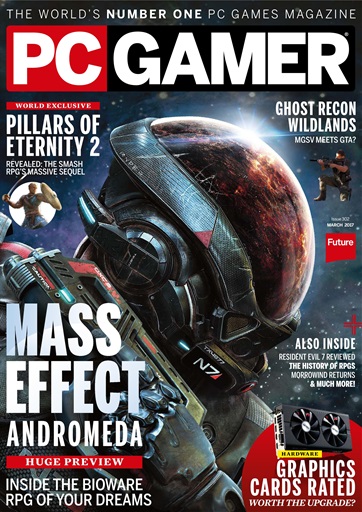 THE WORLD'S NUMBER ONE PC GAMES MAGAZINE
PC GAMER
WORLD EXCLUSIVE
PILLARS OF
ETERNITY 2
REVEALED: THE SMASH
RPG'S MASSIVE SEQUEL
GHOST RECON
WILDLANDS
MGSV MEETS GTA?
Issue 302
MARCH 2017
Future
N7
MASS
EFFECT
ANDROMEDA
HUGE PREVIEW
INSIDE THE BIOWARE
RPG OF YOUR DREAMS
+
ALSO INSIDE
RESIDENT EVIL 7 REVIEWED
THE HISTORY OF RPGS
MORROWIND RETURNS
& MUCH MORE!
HARDWARE
GRAPHICS
CARDS RATED
WORTH THE UPGRADE?